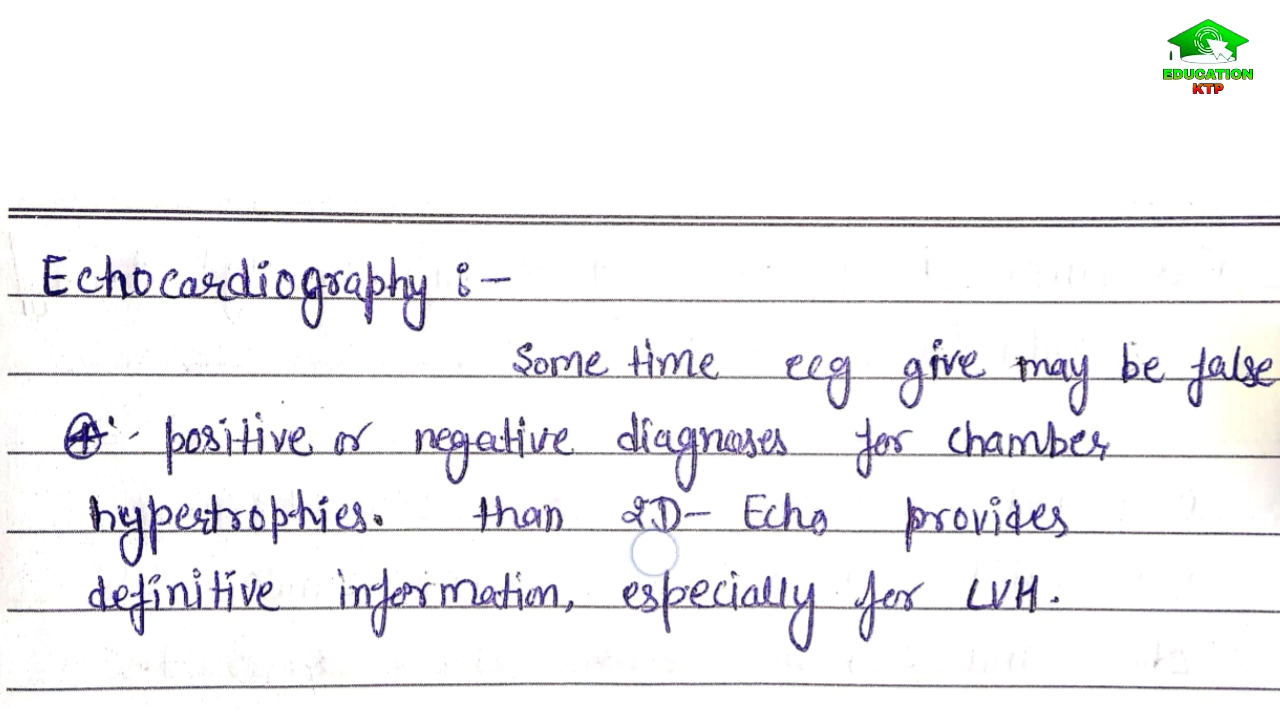 EDUCATION
KTP
Echocardiography :-
Some time ecg give may be false
positive or negative diagnoses for chamber
hypertrophies. than 2D- Echo provides
definitive information, especially for LVH.